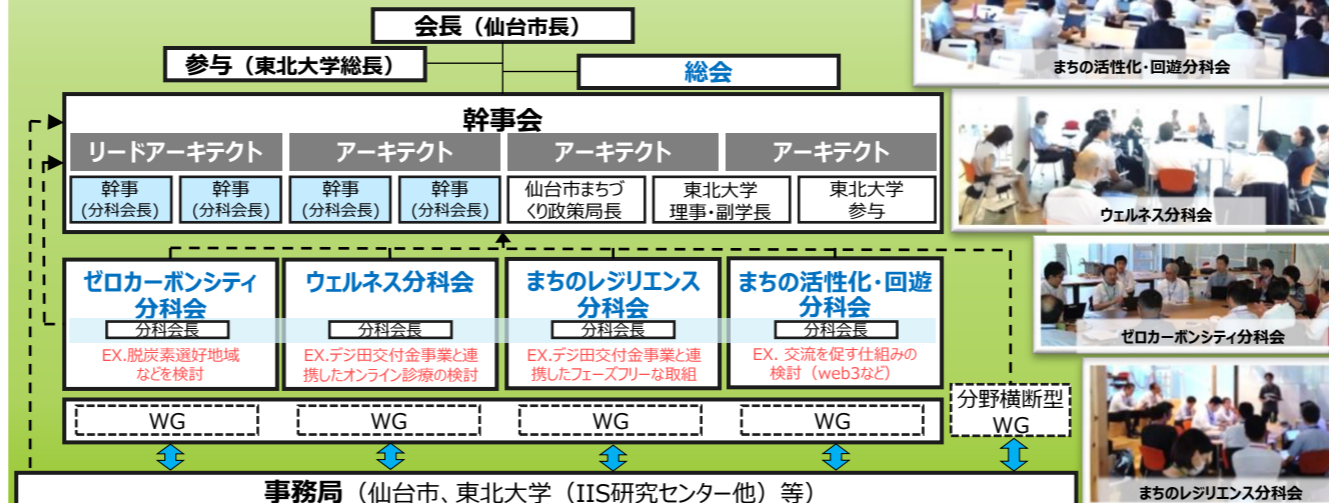 会長（仙台市長）
参与（東北大学総長）
総会
幹事会
リードアーキテクト
アーキテクト
アーキテクト
アーキテクト
幹事
(分科会長)
幹事
(分科会長)
幹事
(分科会長)
幹事
(分科会長)
仙台市まちづ
くり政策局長
東北大学
理事・副学長
東北大学
参与
ゼロカーボンシティ
分科会
分科会長
EX.脱炭素選好地域
などを検討
ウェルネス分科会
分科会長
EX.デジ田交付金事業と連
携したオンライン診療の検討
まちのレジリエンス
分科会
分科会長
EX.デジ田交付金事業と連
携したフェーズフリーな取組
まちの活性化・回遊
分科会
分科会長
EX. 交流を促す仕組みの
検討（web3など）
WG
WG
WG
WG
分野横断型
WG
事務局（仙台市、東北大学（IIS研究センター他）等）
まちの活性化・回遊分科会
ウェルネス分科会
ゼロカーボンシティ分科会
まちのレジリエンス分科会